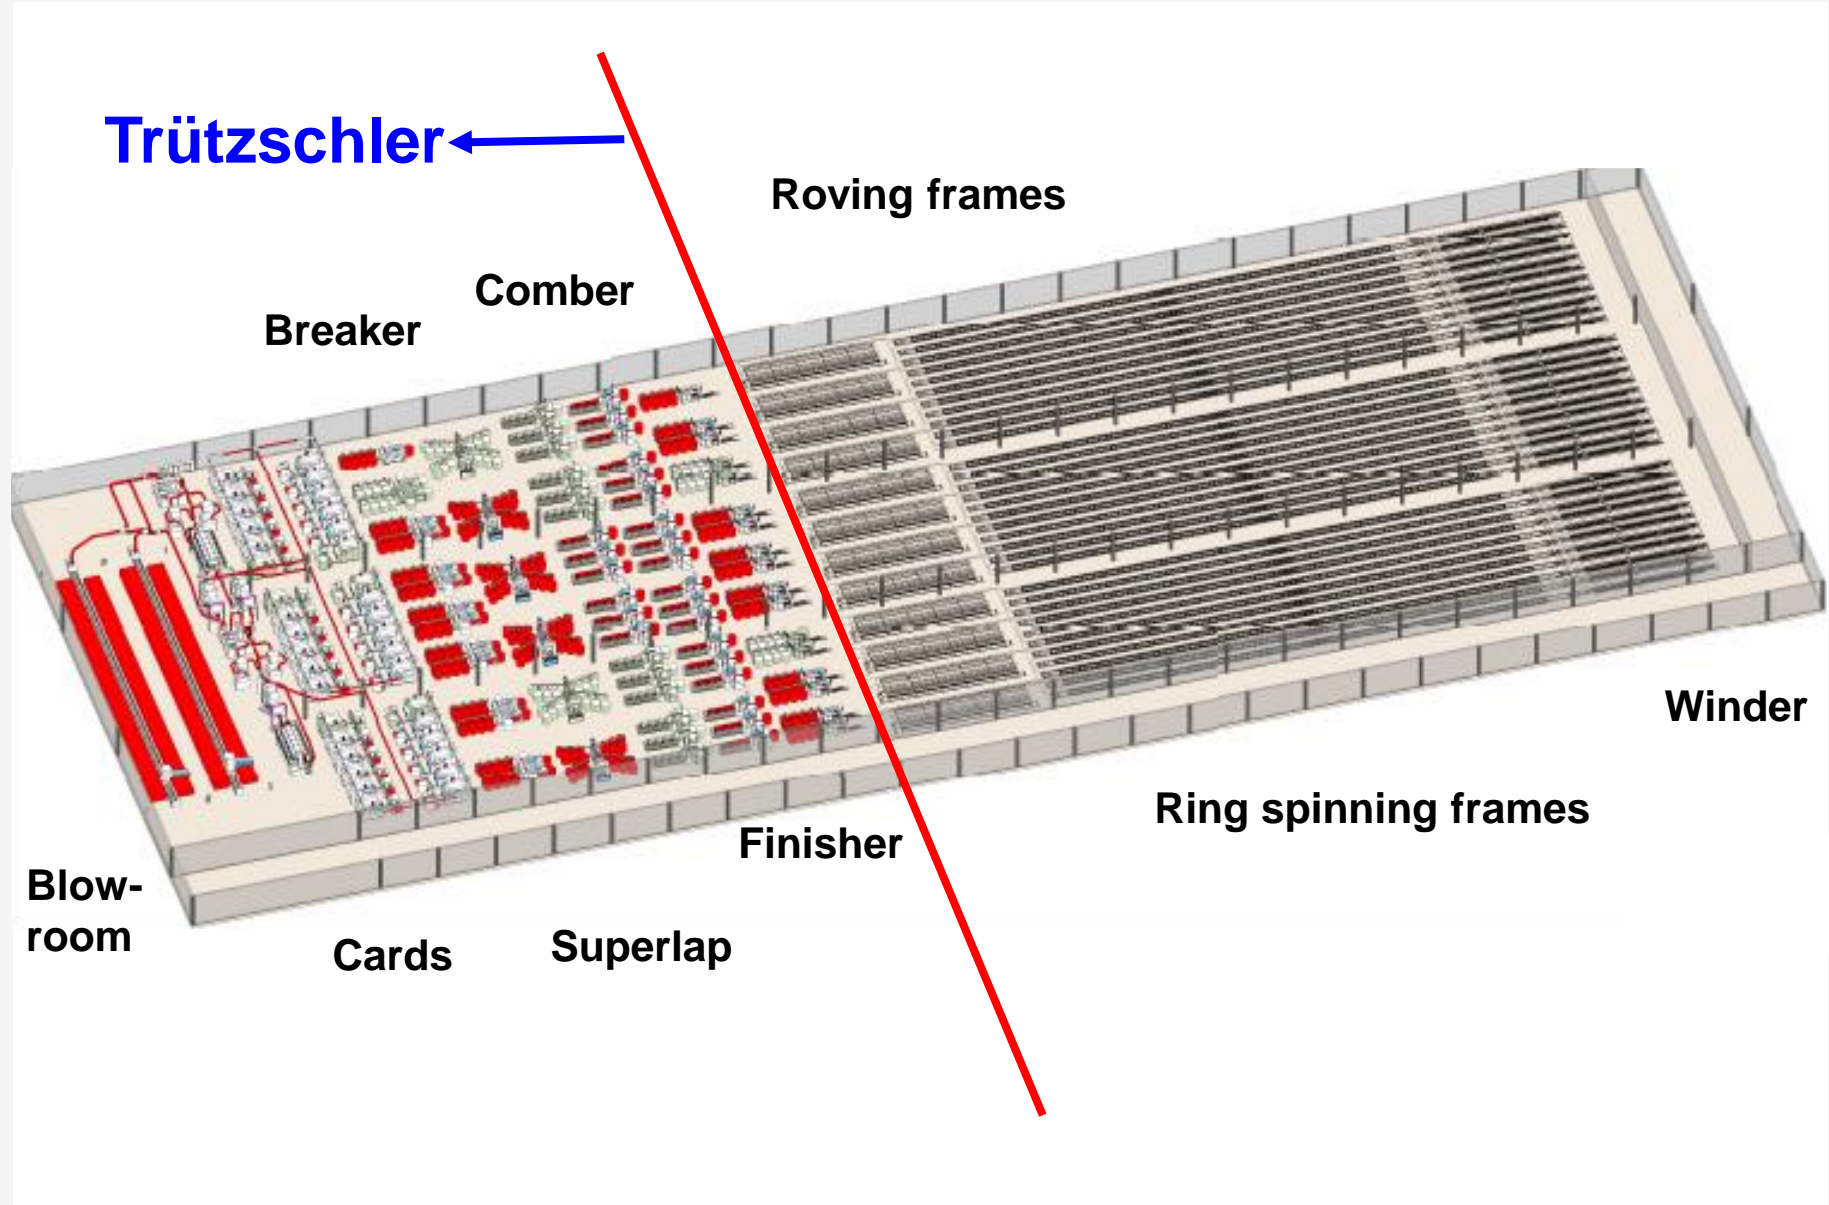 Trützschler
Roving frames
Comber
Breaker
Winder
Ring spinning frames
Finisher
Blow-
room
Cards
Superlap